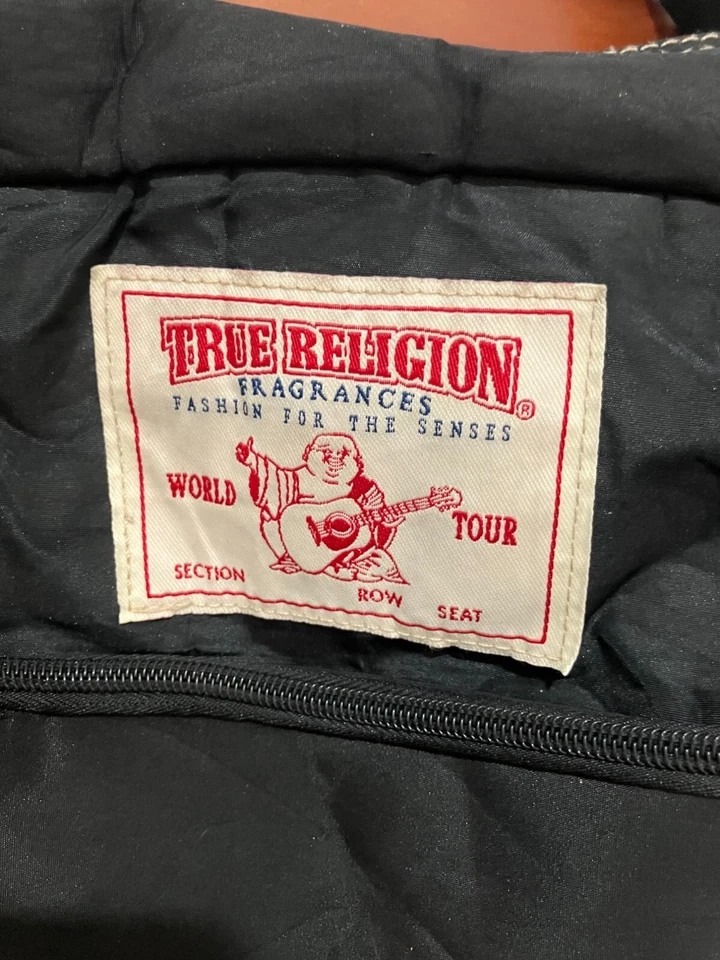 TRUE RELIGION®
FRAGRANCES
FASHION FOR THE SENSES
WORLD TOUR
SECTION ROW SEAT